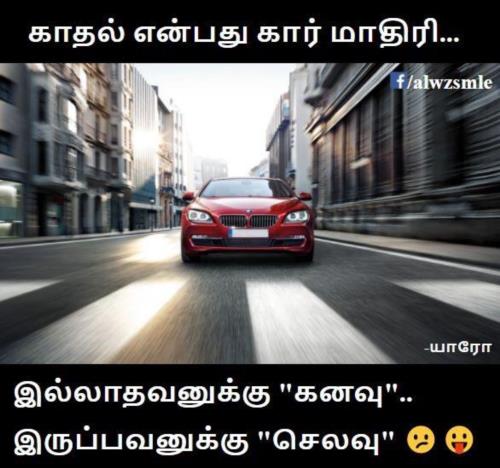 காதல் என்பது கார் மாதிரி...
f/alwzsmle
-யாரோ
இல்லாதவனுக்கு "கனவு"..
இருப்பவனுக்கு "செலவு" 😕 😛